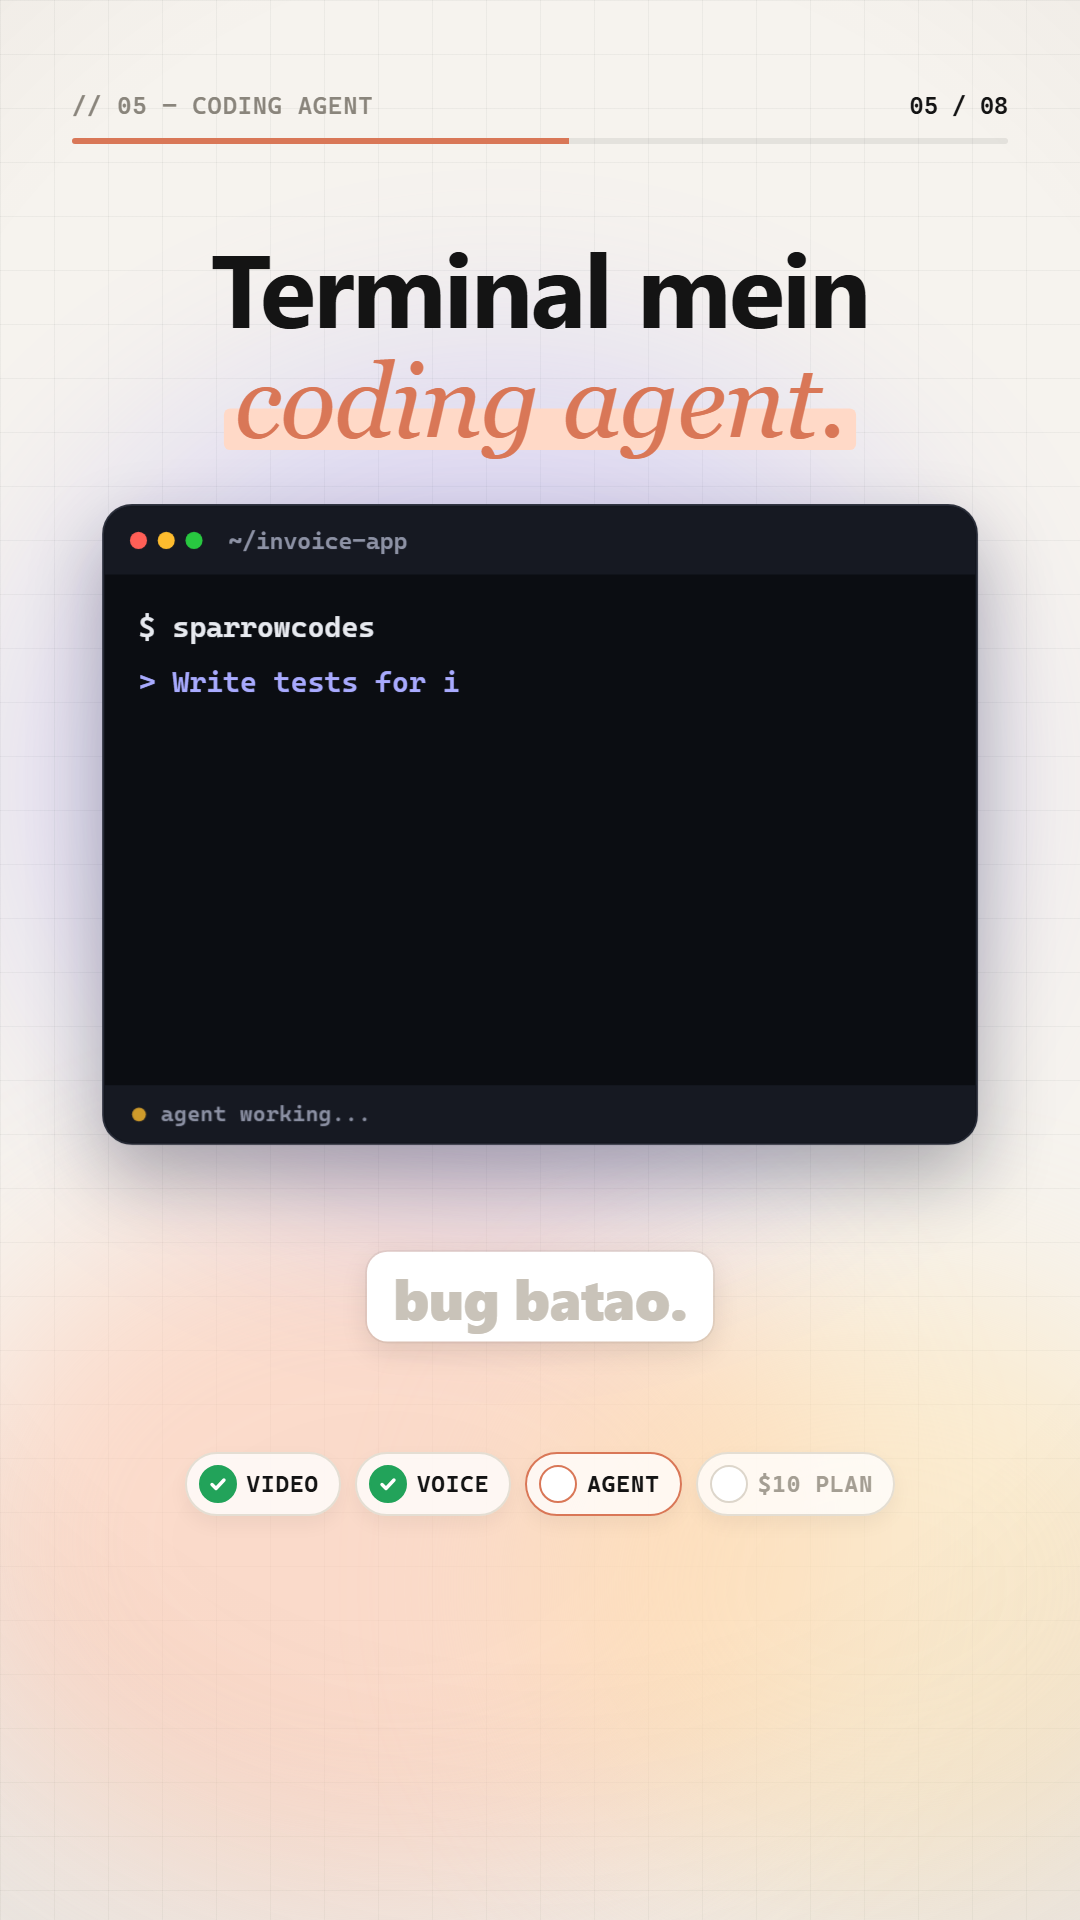 // 05 — CODING AGENT
05 / 08
Terminal mein
coding agent.
~/invoice-app
$ sparrowcodes
> Write tests for i
agent working...
bug batao.
VIDEO
VOICE
AGENT
$10 PLAN